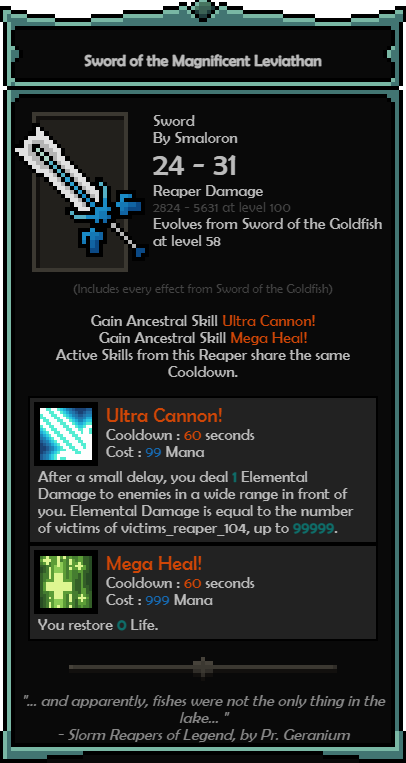 Sword of the Magnificent Leviathan
Sword
By Smaloron
24 - 31
Reaper Damage
2824 - 5631 at level 100
Evolves from Sword of the Goldfish
at level 58
(Includes every effect from Sword of the Goldfish)
Gain Ancestral Skill Ultra Cannon!
Gain Ancestral Skill Mega Heal!
Active Skills from this Reaper share the same
Cooldown.
Ultra Cannon!
Cooldown : 60 seconds
Cost : 99 Mana
After a small delay, you deal 1 Elemental
Damage to enemies in a wide range in front of
you. Elemental Damage is equal to the number
of victims of victims_reaper_104, up to 99999.
Mega Heal!
Cooldown : 60 seconds
Cost : 999 Mana
You restore 0 Life.
"... and apparently, fishes were not the only thing in the
lake... "
- Slorm Reapers of Legend, by Pr. Geranium